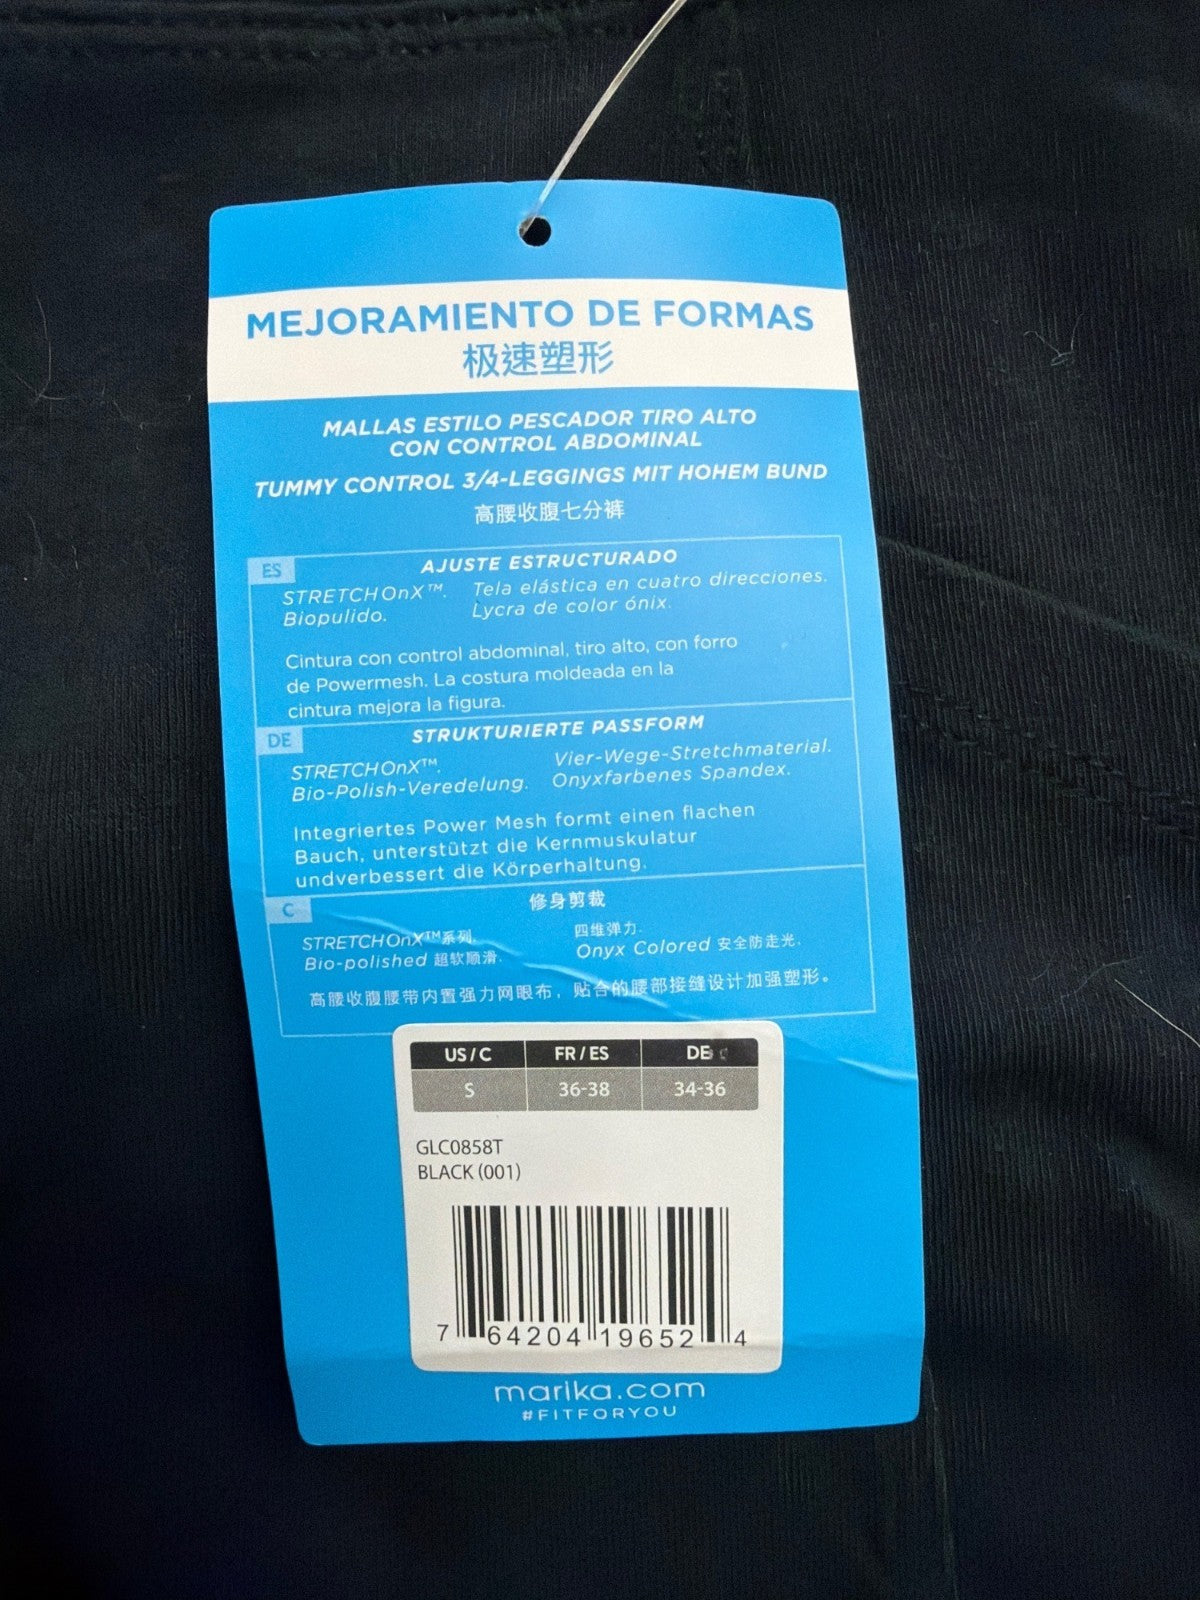 MEJORAMIENTO DE FORMAS
极速塑形
MALLAS ESTILO PESCADOR TIRO ALTO
CON CONTROL ABDOMINAL
TUMMY CONTROL 3/4-LEGGINGS MIT HOHEM BUND
高腰收腹七分裤
ES
AJUSTE ESTRUCTURADO
STRETCHOnX™. Tela elástica en cuatro direcciones.
Biopulido. Lycra de color ónix.
Cintura con control abdominal, tiro alto, con forro
de Powermesh. La costura moldeada en la
cintura mejora la figura.
DE
STRUKTURIERTE PASSFORM
STRETCHOnX™. Vier-Wege-Stretchmaterial.
Bio-Polish-Veredelung. Onyxfarbenes Spandex.
Integriertes Power Mesh formt einen flachen
Bauch, unterstützt die Kernmuskulatur
undverbessert die Körperhaltung.
C
修身剪裁
STRETCHOnX™系列. 四维弹力.
Bio-polished 超软顺滑. Onyx Colored 安全防走光.
高腰收腹腰带内置强力网眼布，贴合的腰部接缝设计加强塑形。
US/C FR/ES DE
S 36-38 34-36
GLC0858T
BLACK (001)
7 64204 19652 4
marika.com
#FITFORYOU